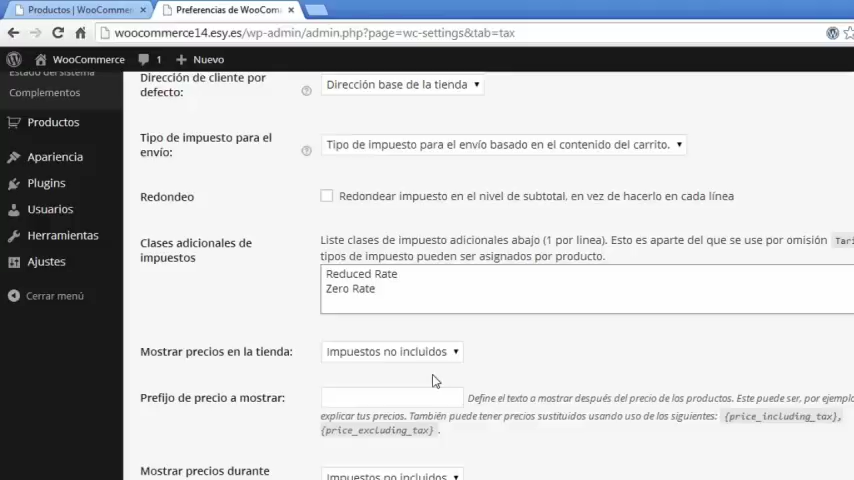 Productos | WooCommer
Preferencias de WooCom
woocommerce14.esy.es/wp-admin/admin.php?page=wc-settings&tab=tax
WooCommerce 1 Nuevo
Estado del sistema
Complementos
Productos
Apariencia
Plugins
Usuarios
Herramientas
Ajustes
Cerrar menú
Dirección de cliente por
defecto:
Dirección base de la tienda
Tipo de impuesto para el
envío:
Tipo de impuesto para el envío basado en el contenido del carrito.
Redondeo
Redondear impuesto en el nivel de subtotal, en vez de hacerlo en cada línea
Clases adicionales de
impuestos
Liste clases de impuesto adicionales abajo (1 por linea). Esto es aparte del que se use por omisión Tari
tipos de impuesto pueden ser asignados por producto.
Reduced Rate
Zero Rate
Mostrar precios en la tienda:
Impuestos no incluidos
Prefijo de precio a mostrar:
Define el texto a mostrar después del precio de los productos. Este puede ser, por ejemplo
explicar tus precios. También puede tener precios sustituidos usando uso de los siguientes: {price_including_tax},
{price_excluding_tax} .
Mostrar precios durante
Impuestos no incluidos